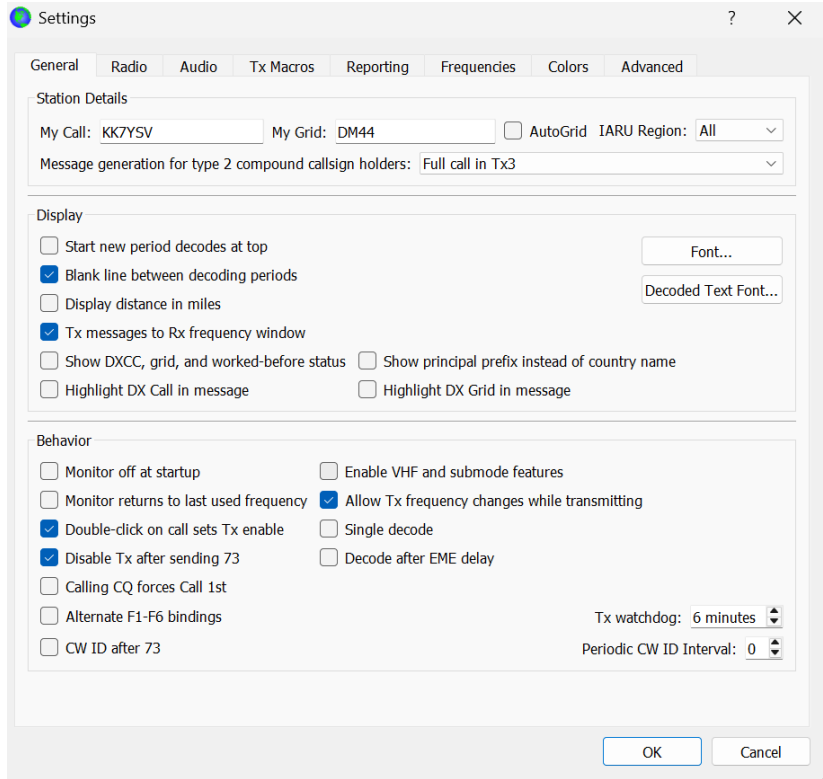 Settings ?
General Radio Audio Tx Macros Reporting Frequencies Colors Advanced
Station Details
My Call: KK7YSV My Grid: DM44 AutoGrid IARU Region: All
Message generation for type 2 compound callsign holders: Full call in Tx3
Display
Start new period decodes at top
Font...
Blank line between decoding periods
Decoded Text Font...
Display distance in miles
Tx messages to Rx frequency window
Show DXCC, grid, and worked-before status Show principal prefix instead of country name
Highlight DX Call in message Highlight DX Grid in message
Behavior
Monitor off at startup Enable VHF and submode features
Monitor returns to last used frequency Allow Tx frequency changes while transmitting
Double-click on call sets Tx enable Single decode
Disable Tx after sending 73 Decode after EME delay
Calling CQ forces Call 1st
Alternate F1-F6 bindings Tx watchdog: 6 minutes
CW ID after 73 Periodic CW ID Interval: 0
OK Cancel